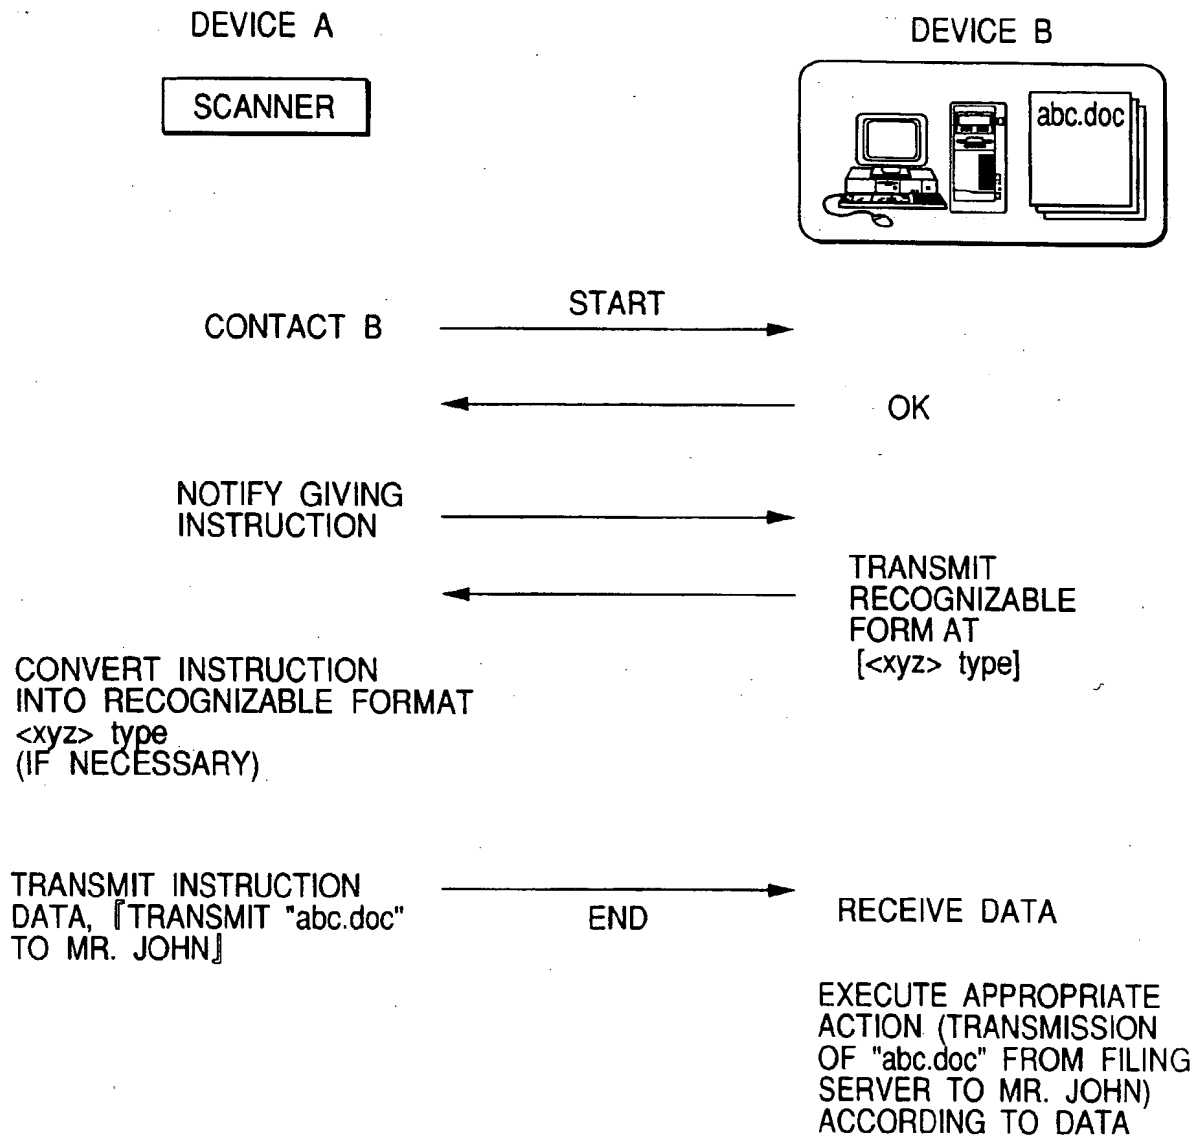 DEVICE A
DEVICE B
SCANNER
abc.doc
START
CONTACT B
OK
NOTIFY GIVING
INSTRUCTION
TRANSMIT
RECOGNIZABLE
FORM AT
[<xyz> type]
CONVERT INSTRUCTION
INTO RECOGNIZABLE FORMAT
<xyz> type
(IF NECESSARY)
TRANSMIT INSTRUCTION
DATA,『TRANSMIT "abc.doc"
TO MR. JOHN』
END
RECEIVE DATA
EXECUTE APPROPRIATE
ACTION (TRANSMISSION
OF "abc.doc" FROM FILING
SERVER TO MR. JOHN)
ACCORDING TO DATA